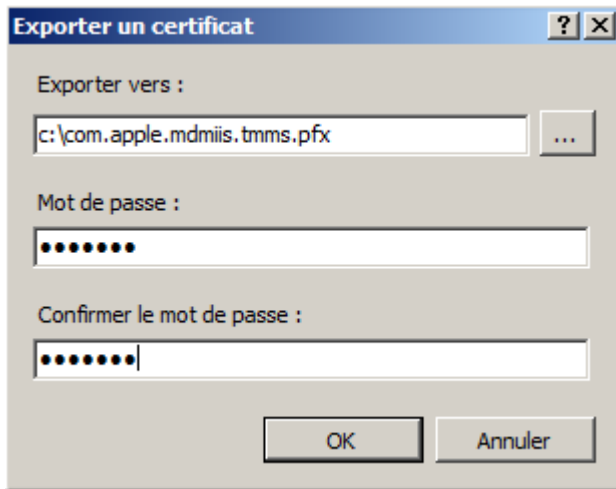 Exporter un certificat
Exporter vers :
c:\com.apple.mdmiis.tmms.pfx
...
Mot de passe :
●●●●●●●
Confirmer le mot de passe :
●●●●●●●
OK
Annuler